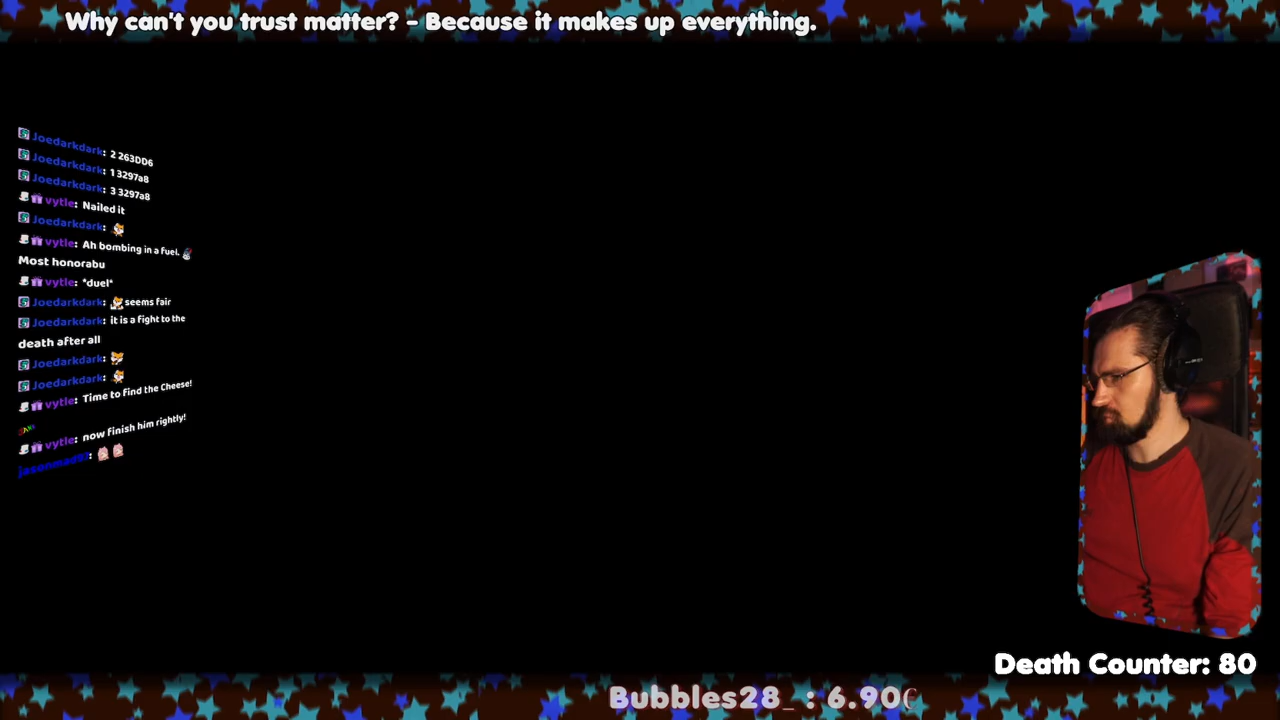 Why can't you trust matter? - Because it makes up everything.
Joedarkdark: 2 263DD6
Joedarkdark: 1 3297a8
Joedarkdark: 3 3297a8
vytle: Nailed it
Joedarkdark:
vytle: Ah bombing in a fuel.
Most honorabu
vytle: *duel*
Joedarkdark: seems fair
Joedarkdark: it is a fight to the
death after all
Joedarkdark:
Joedarkdark:
vytle: Time to find the Cheese!
vytle: now finish him rightly!
Death Counter: 80
Bubbles28_ : 6.90€